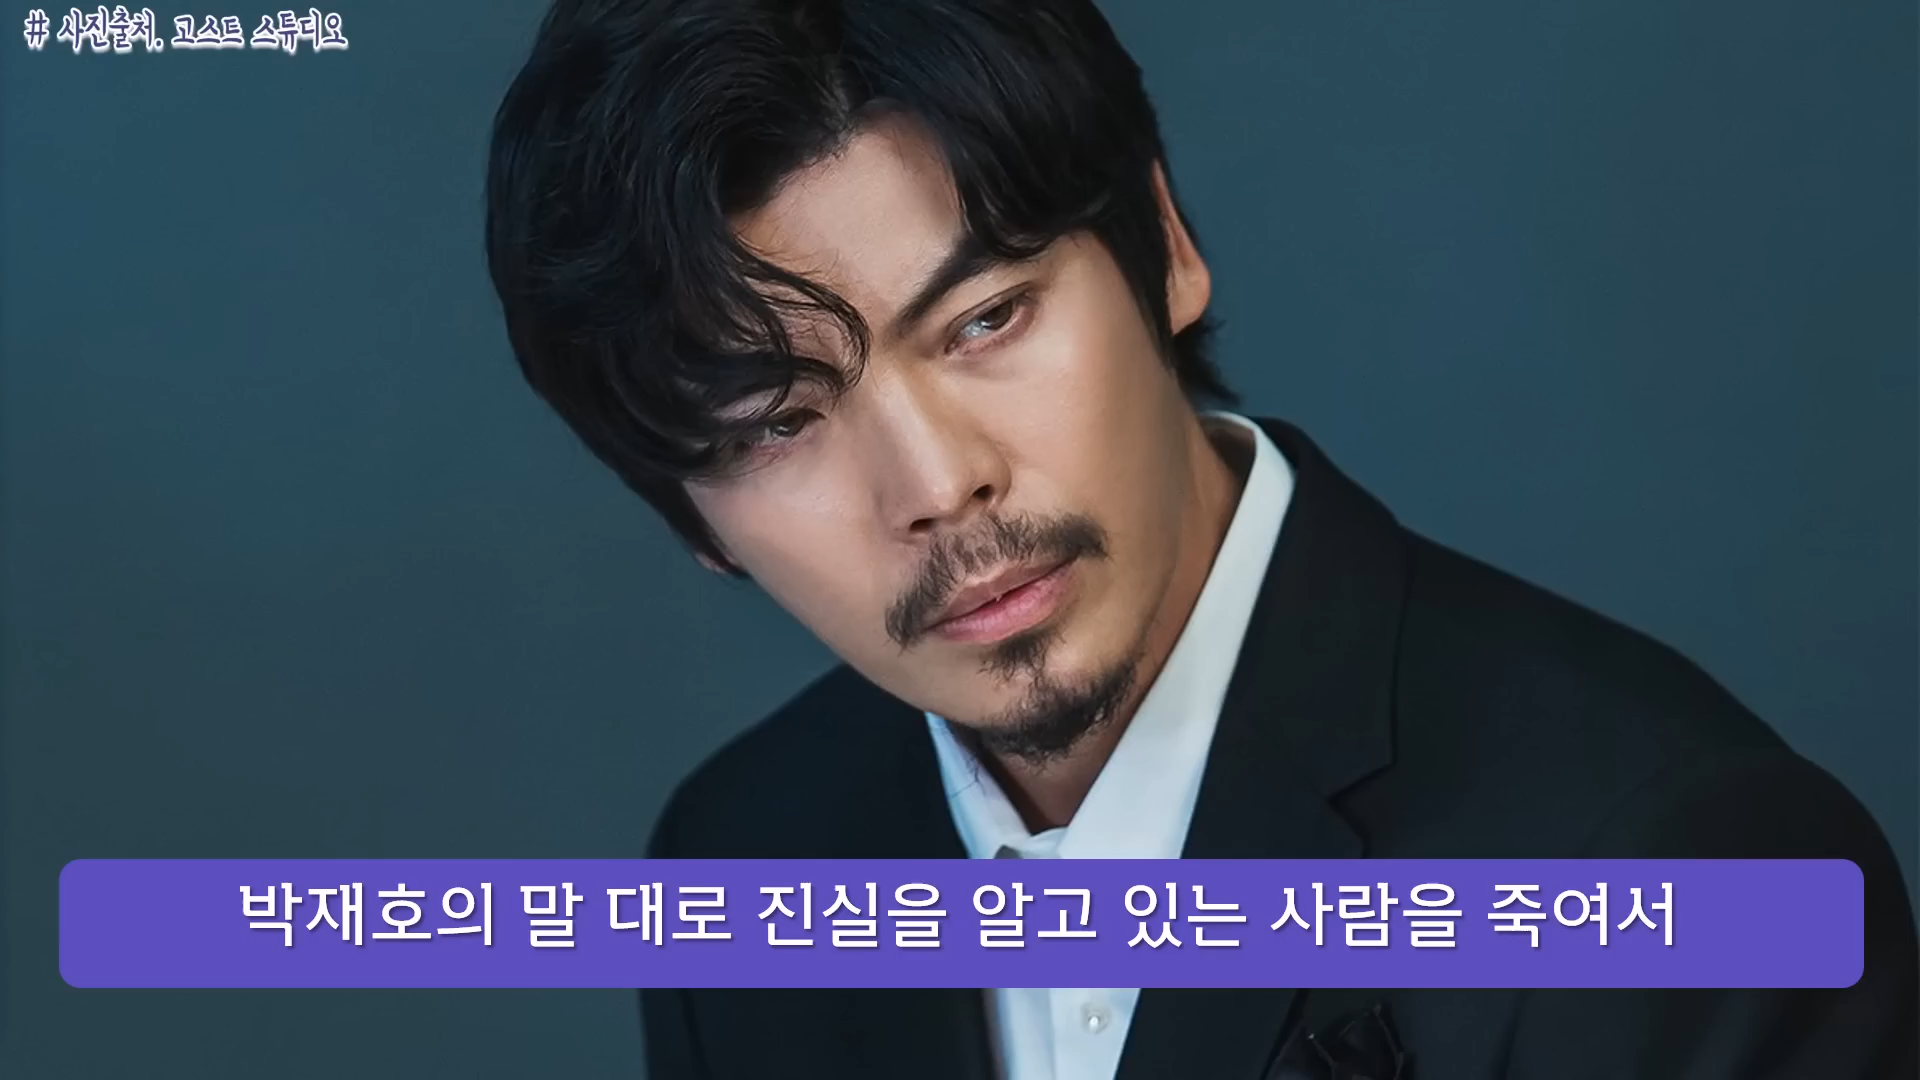 # 사진출처. 고스트 스튜디오
박재호의 말 대로 진실을 알고 있는 사람을 죽여서